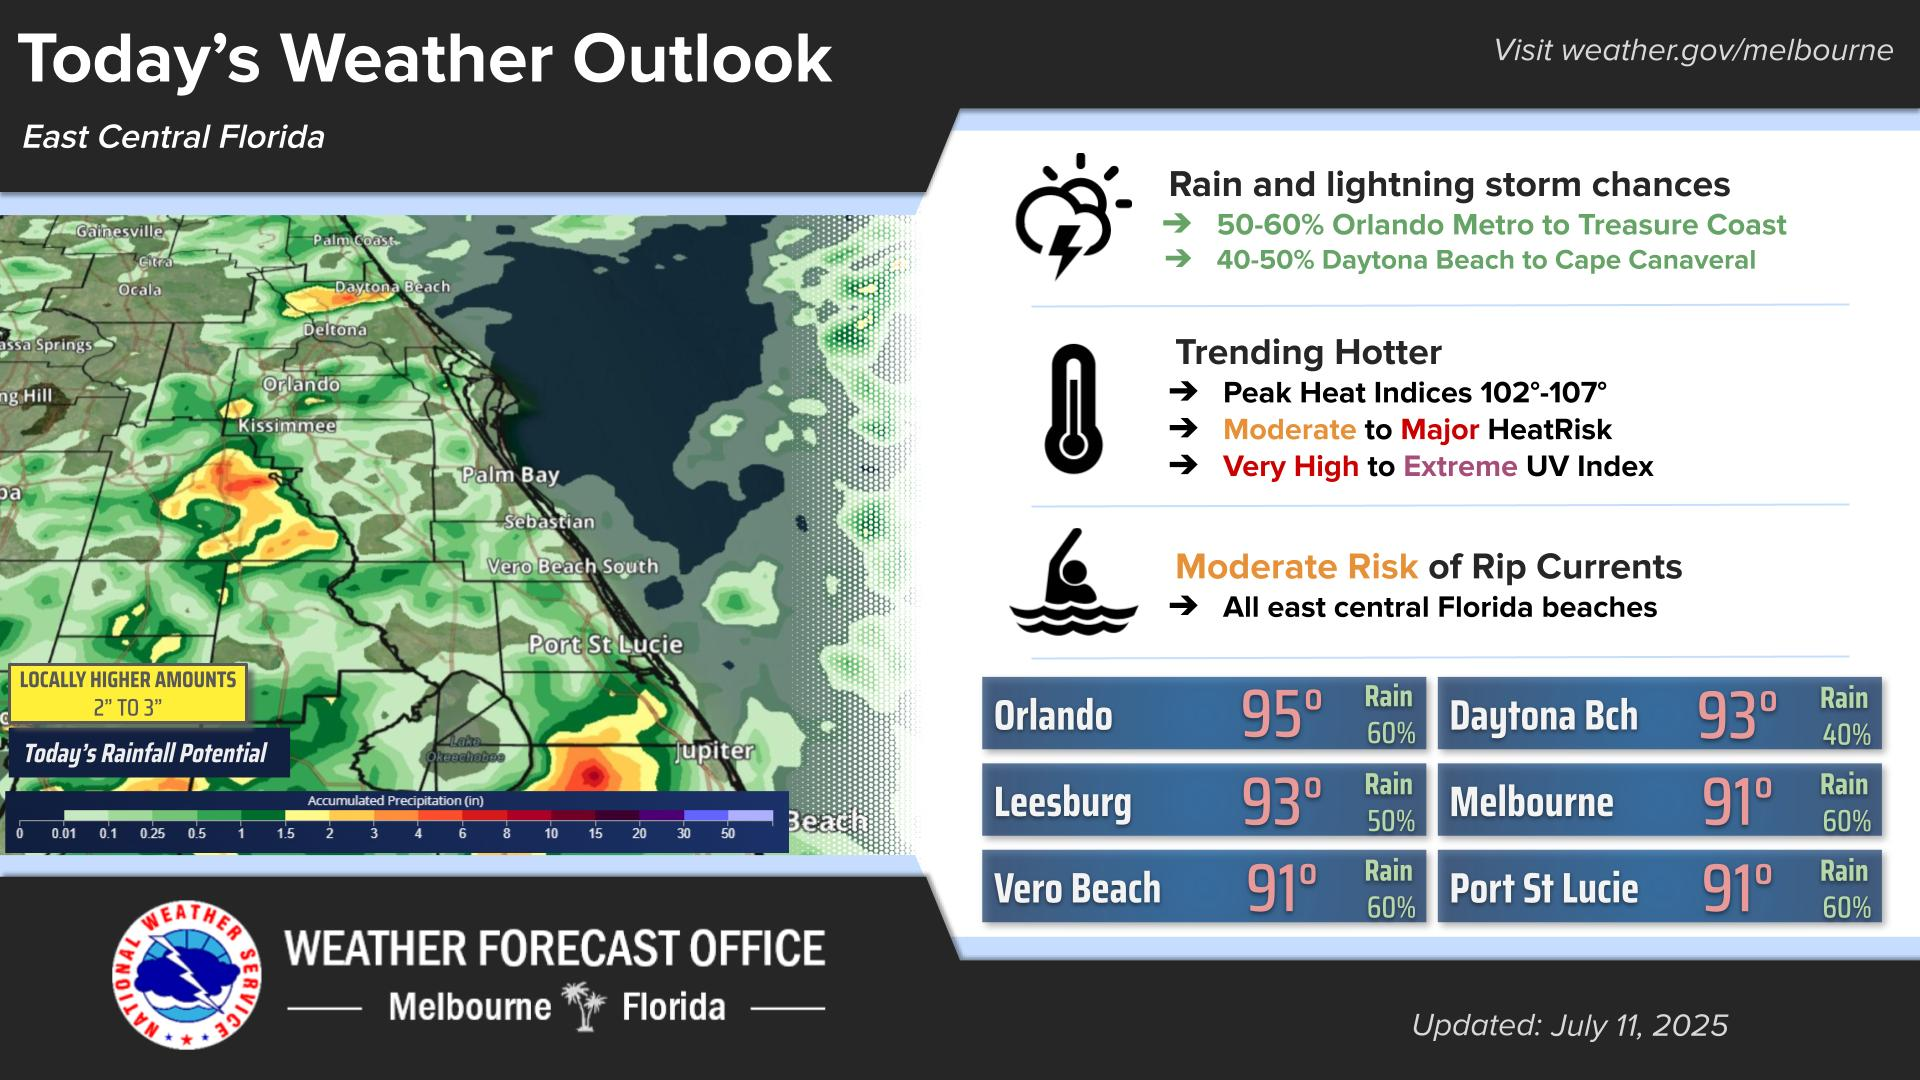 Today’s Weather Outlook
East Central Florida
Visit weather.gov/melbourne
Gainesville
Palm Coast
Citra
Ocala
Daytona Beach
Deltona
assa Springs
Orlando
ng Hill
Kissimmee
Palm Bay
pa
Sebastian
Vero Beach South
Port St Lucie
Lake
Okeechobee
Jupiter
Beach
LOCALLY HIGHER AMOUNTS
2” TO 3”
Today’s Rainfall Potential
Accumulated Precipitation (in)
0 0.01 0.1 0.25 0.5 1 1.5 2 3 4 6 8 10 15 20 30 50
Rain and lightning storm chances
➔ 50-60% Orlando Metro to Treasure Coast
➔ 40-50% Daytona Beach to Cape Canaveral
Trending Hotter
➔ Peak Heat Indices 102°-107°
➔ Moderate to Major HeatRisk
➔ Very High to Extreme UV Index
Moderate Risk of Rip Currents
➔ All east central Florida beaches
Orlando 95º Rain 60%
Daytona Bch 93º Rain 40%
Leesburg 93º Rain 50%
Melbourne 91º Rain 60%
Vero Beach 91º Rain 60%
Port St Lucie 91º Rain 60%
NATIONAL WEATHER SERVICE
WEATHER FORECAST OFFICE
Melbourne Florida
Updated: July 11, 2025